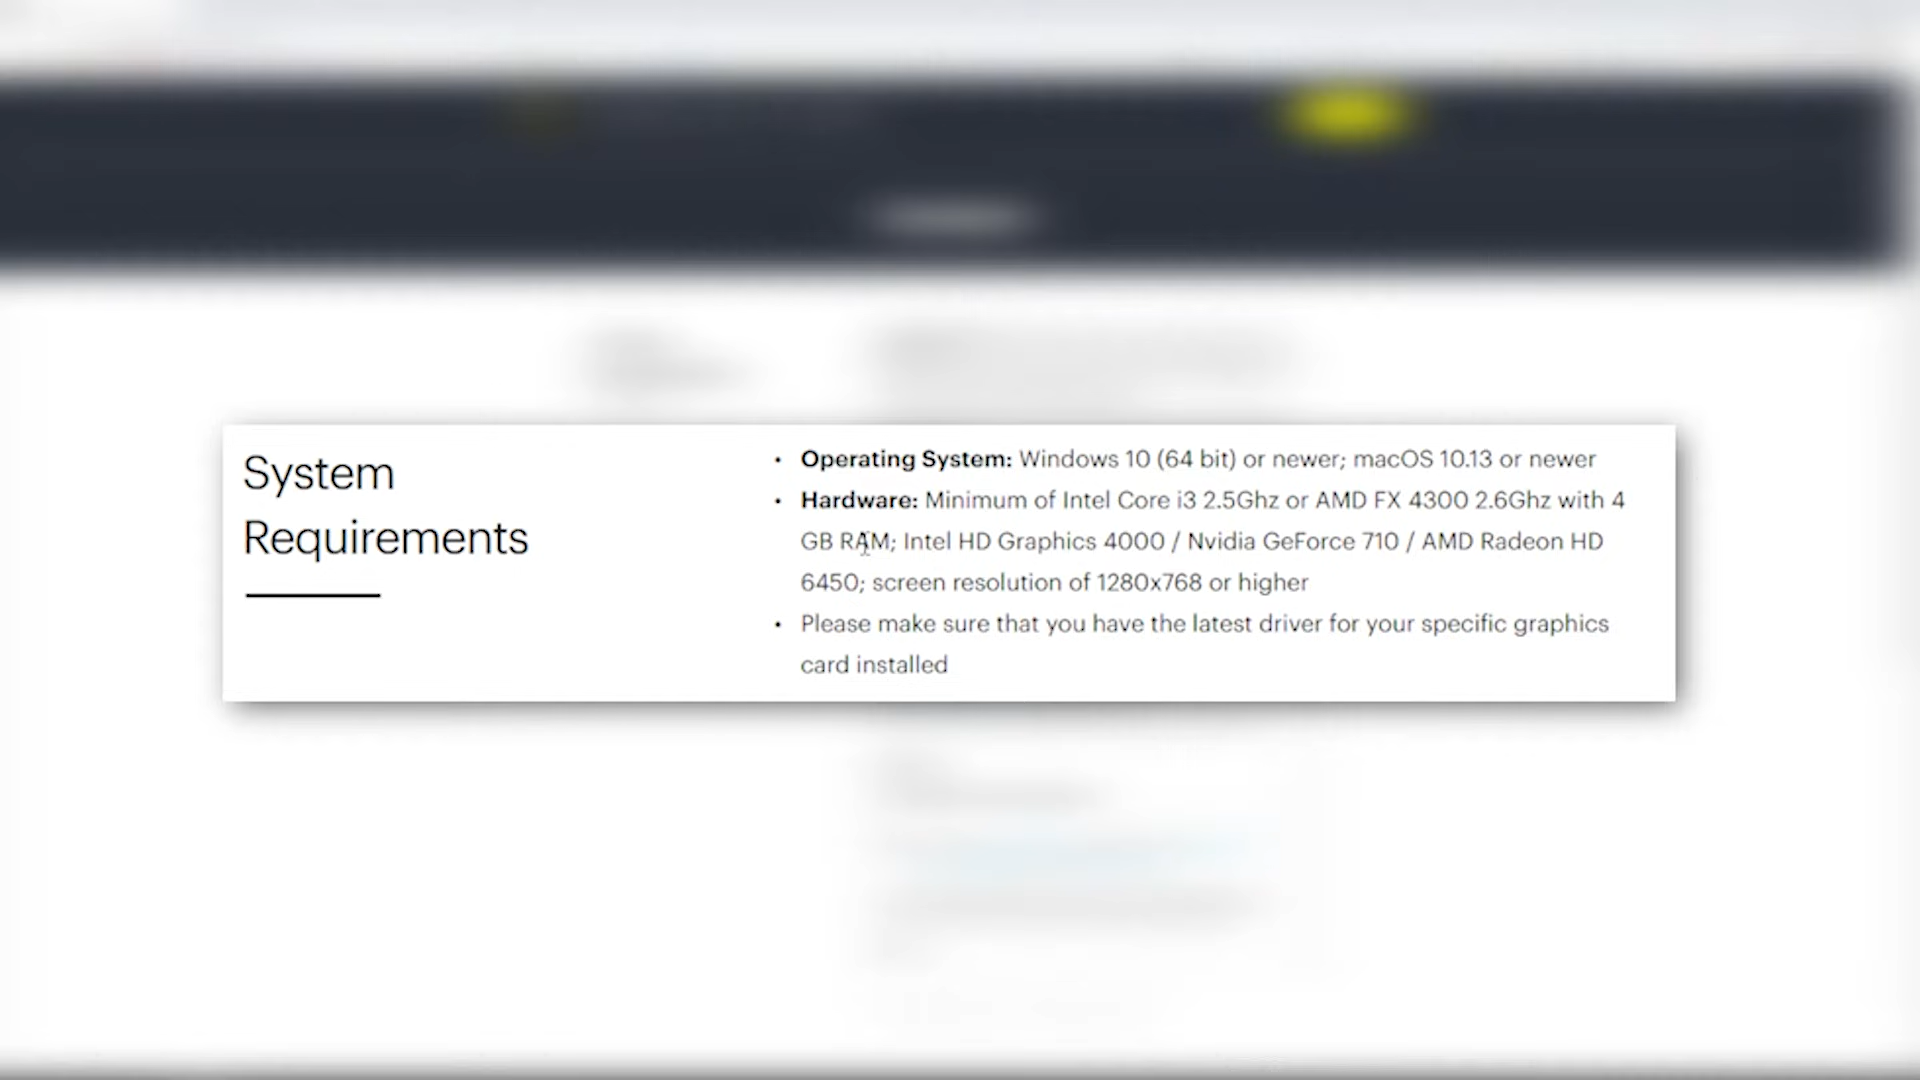 System
Requirements
• Operating System: Windows 10 (64 bit) or newer; macOS 10.13 or newer
• Hardware: Minimum of Intel Core i3 2.5Ghz or AMD FX 4300 2.6Ghz with 4
GB RAM; Intel HD Graphics 4000 / Nvidia GeForce 710 / AMD Radeon HD
6450; screen resolution of 1280x768 or higher
• Please make sure that you have the latest driver for your specific graphics
card installed